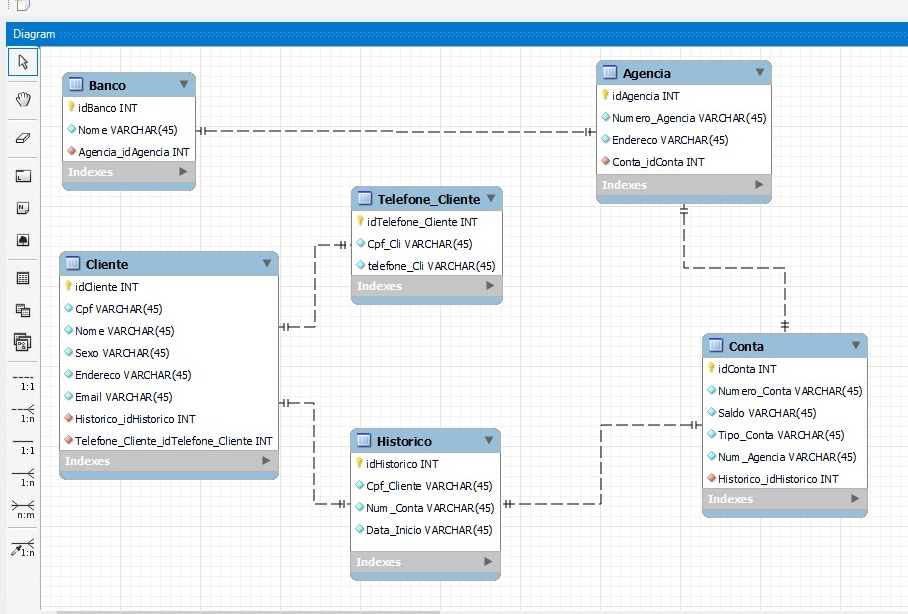 Diagram
Banco
idBanco INT
Nome VARCHAR(45)
Agencia_idAgencia INT
Indexes
Agencia
idAgencia INT
Numero_Agencia VARCHAR(45)
Endereco VARCHAR(45)
Conta_idConta INT
Indexes
Telefone_Cliente
idTelefone_Cliente INT
Cpf_Cli VARCHAR(45)
telefone_Cli VARCHAR(45)
Indexes
Cliente
idCliente INT
Cpf VARCHAR(45)
Nome VARCHAR(45)
Sexo VARCHAR(45)
Endereco VARCHAR(45)
Email VARCHAR(45)
Historico_idHistorico INT
Telefone_Cliente_idTelefone_Cliente INT
Indexes
Conta
idConta INT
Numero_Conta VARCHAR(45)
Saldo VARCHAR(45)
Tipo_Conta VARCHAR(45)
Num_Agencia VARCHAR(45)
Historico_idHistorico INT
Indexes
Historico
idHistorico INT
Cpf_Cliente VARCHAR(45)
Num_Conta VARCHAR(45)
Data_Inicio VARCHAR(45)
Indexes
1:1
1:n
1:1
1:n
n:m
1:n